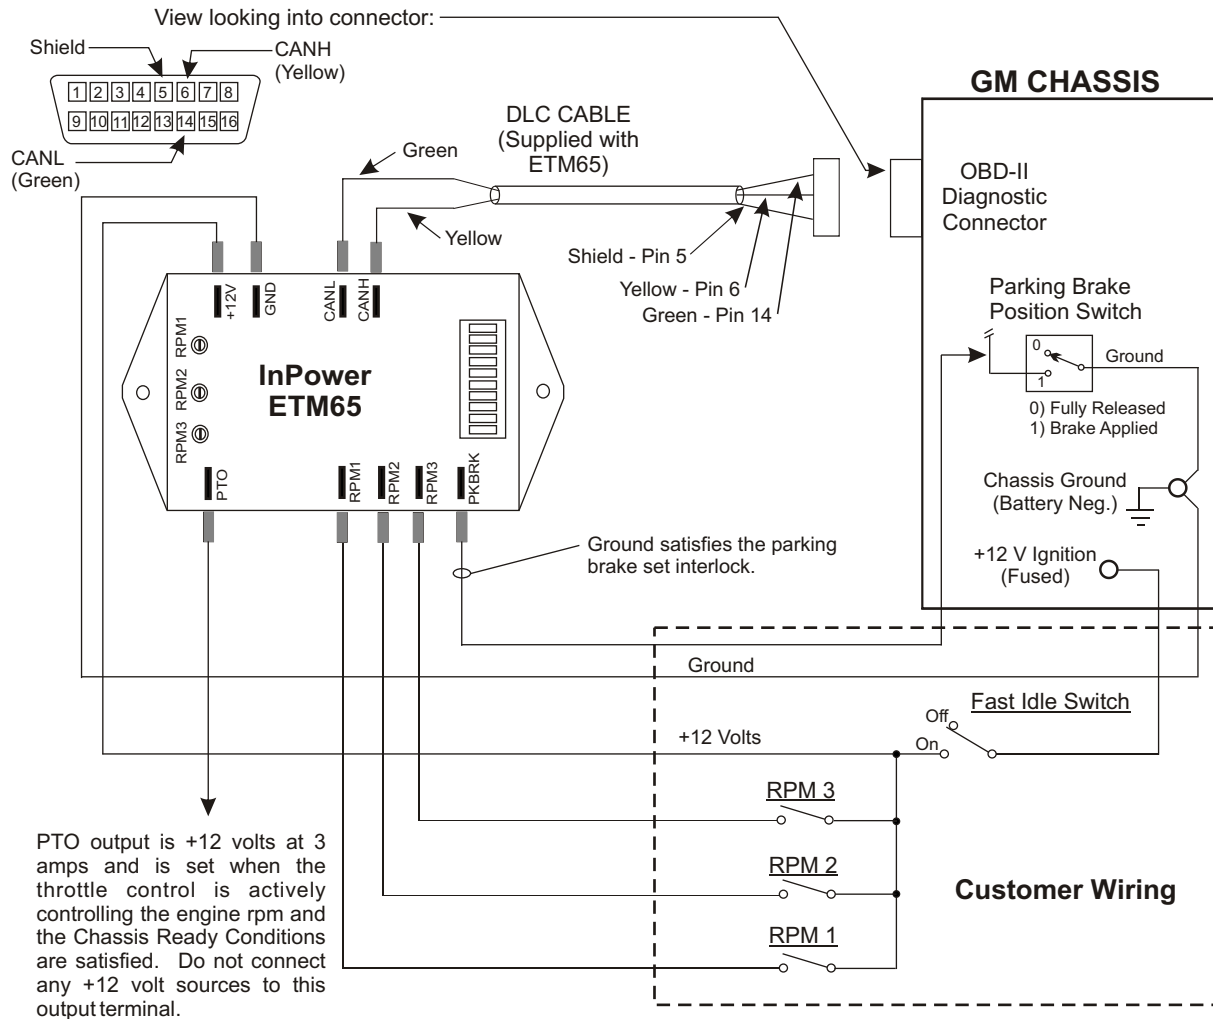 View looking into connector:
Shield
CANH
(Yellow)
1 2 3 4 5 6 7 8
9 10 11 12 13 14 15 16
CANL
(Green)
GM CHASSIS
DLC CABLE
(Supplied with
ETM65)
Green
Yellow
OBD-II
Diagnostic
Connector
Shield - Pin 5
Yellow - Pin 6
Green - Pin 14
Parking Brake
Position Switch
0
1
Ground
0) Fully Released
1) Brake Applied
+12V
GND
CANL
CANH
RPM1
RPM2
RPM3
InPower
ETM65
PTO
RPM1
RPM2
RPM3
PKBRK
Chassis Ground
(Battery Neg.)
+12 V Ignition
(Fused)
Ground satisfies the parking
brake set interlock.
Ground
Fast Idle Switch
Off
On
+12 Volts
RPM 3
RPM 2
RPM 1
Customer Wiring
PTO output is +12 volts at 3
amps and is set when the
throttle control is actively
controlling the engine rpm and
the Chassis Ready Conditions
are satisfied. Do not connect
any +12 volt sources to this
output terminal.